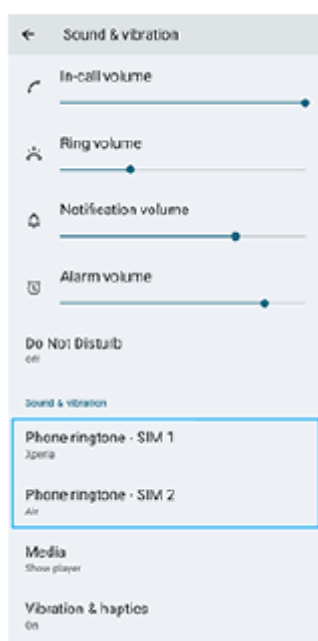 Sound & vibration
In-call volume
Ring volume
Notification volume
Alarm volume
Do Not Disturb
Off
Sound & vibration
Phone ringtone - SIM 1
Xperia
Phone ringtone - SIM 2
Air
Media
Show player
Vibration & haptics
On